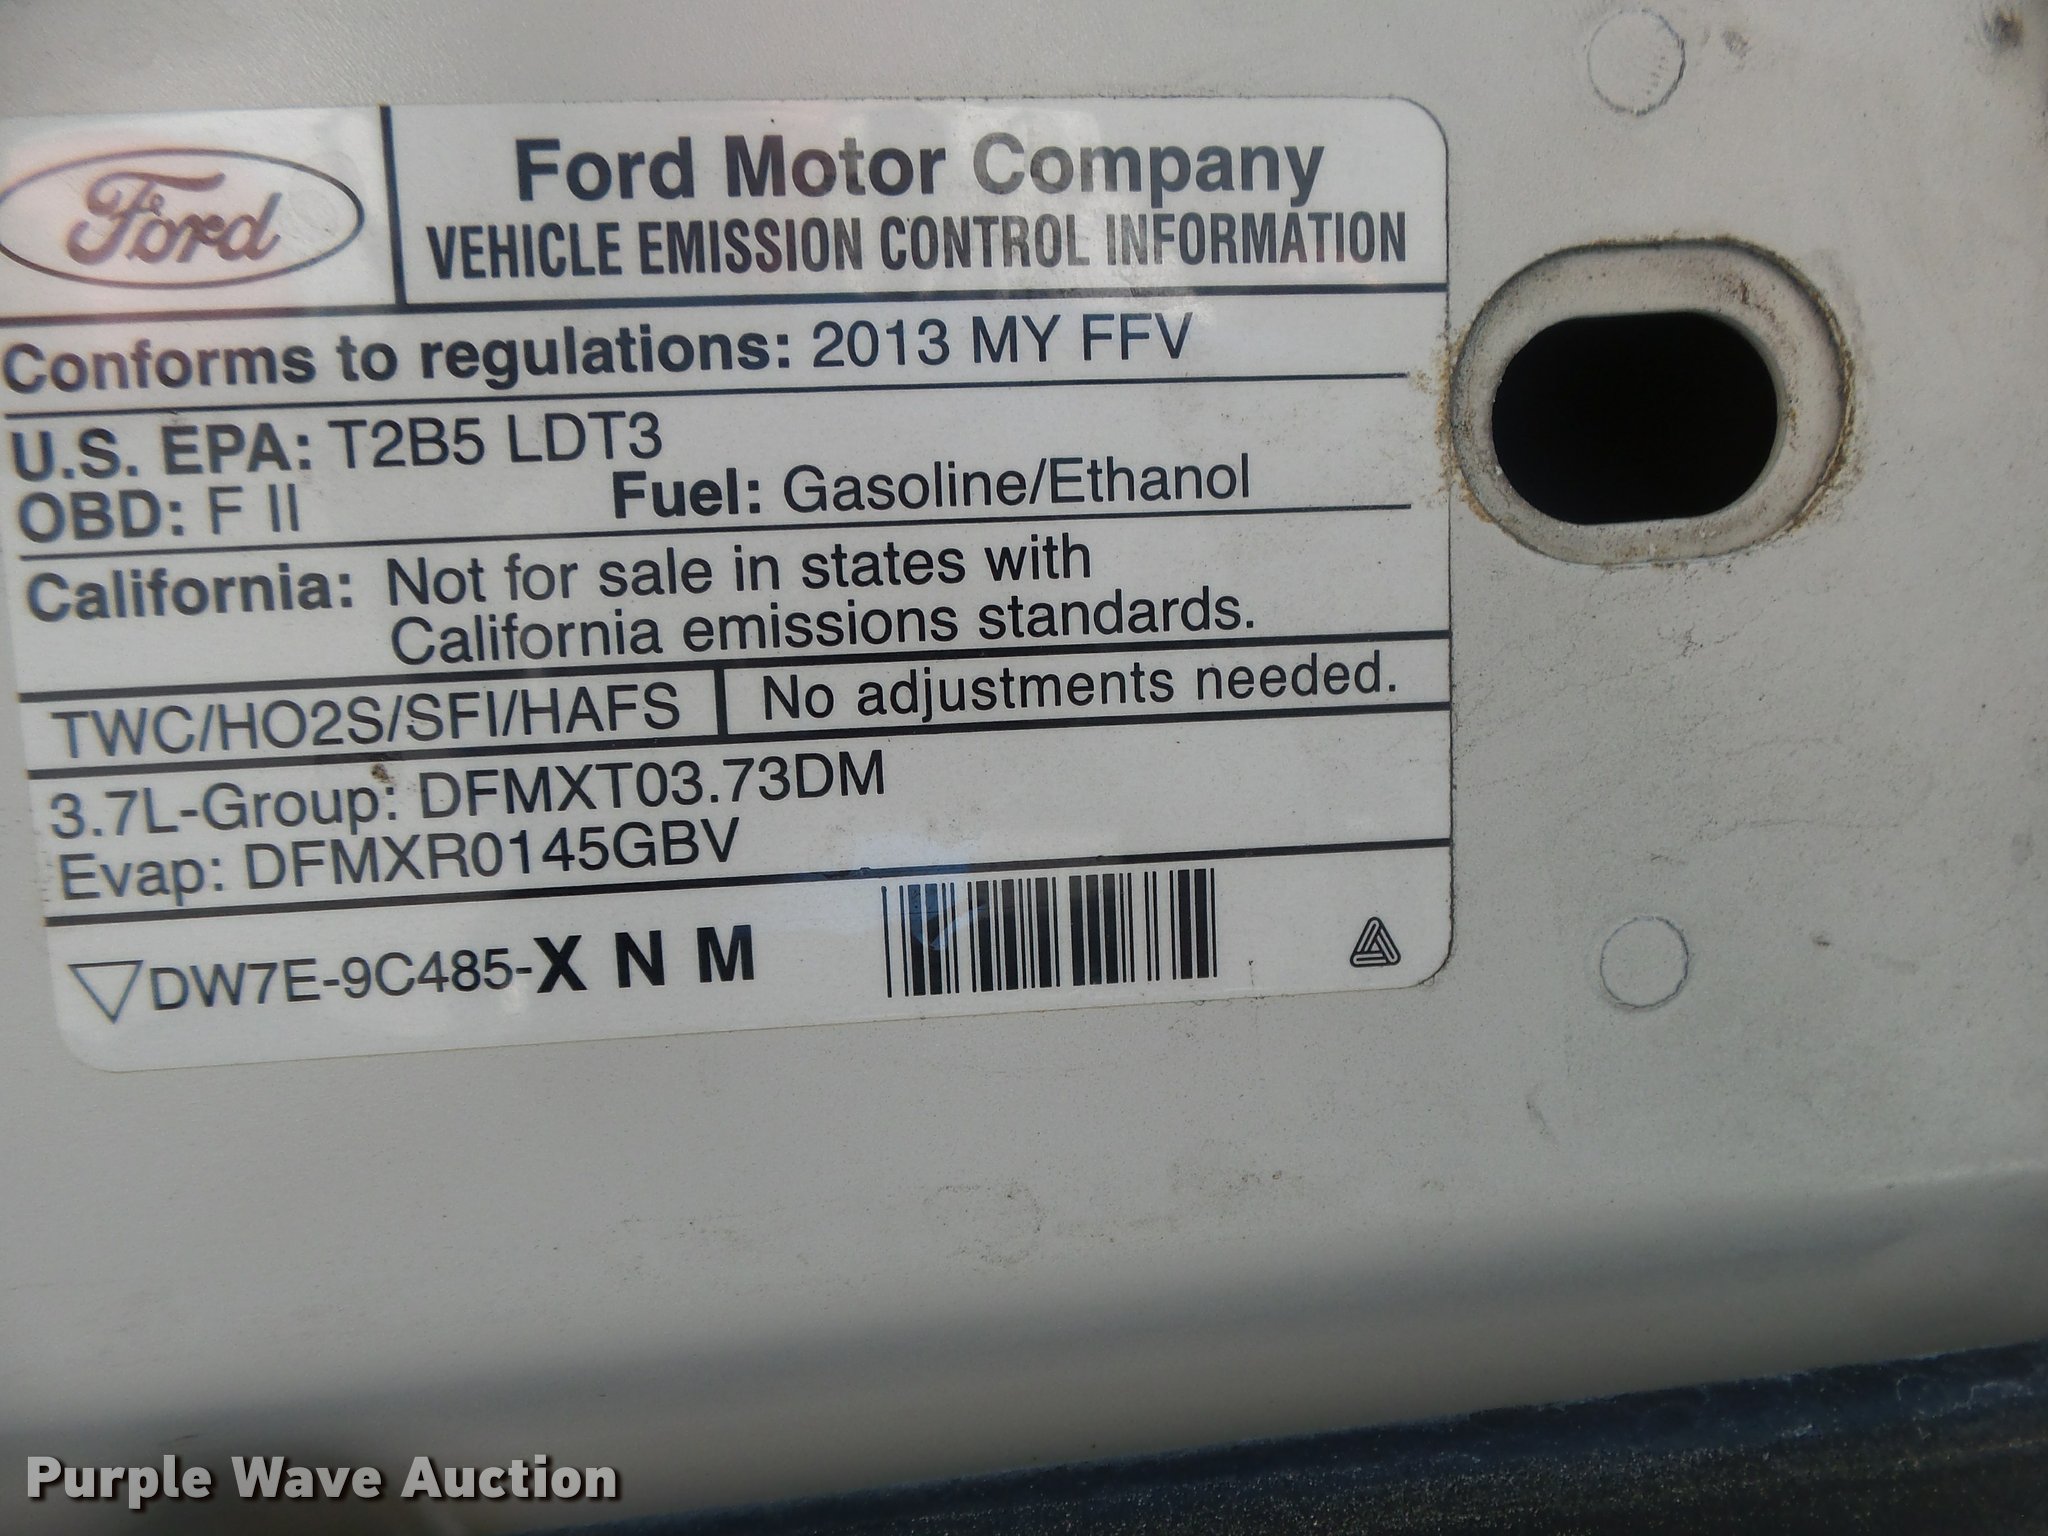 Ford
Ford Motor Company
VEHICLE EMISSION CONTROL INFORMATION
Conforms to regulations: 2013 MY FFV
U.S. EPA: T2B5 LDT3
OBD: F II
Fuel: Gasoline/Ethanol
California: Not for sale in states with
California emissions standards.
TWC/HO2S/SFI/HAFS
No adjustments needed.
3.7L-Group: DFMXT03.73DM
Evap: DFMXR0145GBV
DW7E-9C485-X N M
Purple Wave Auction